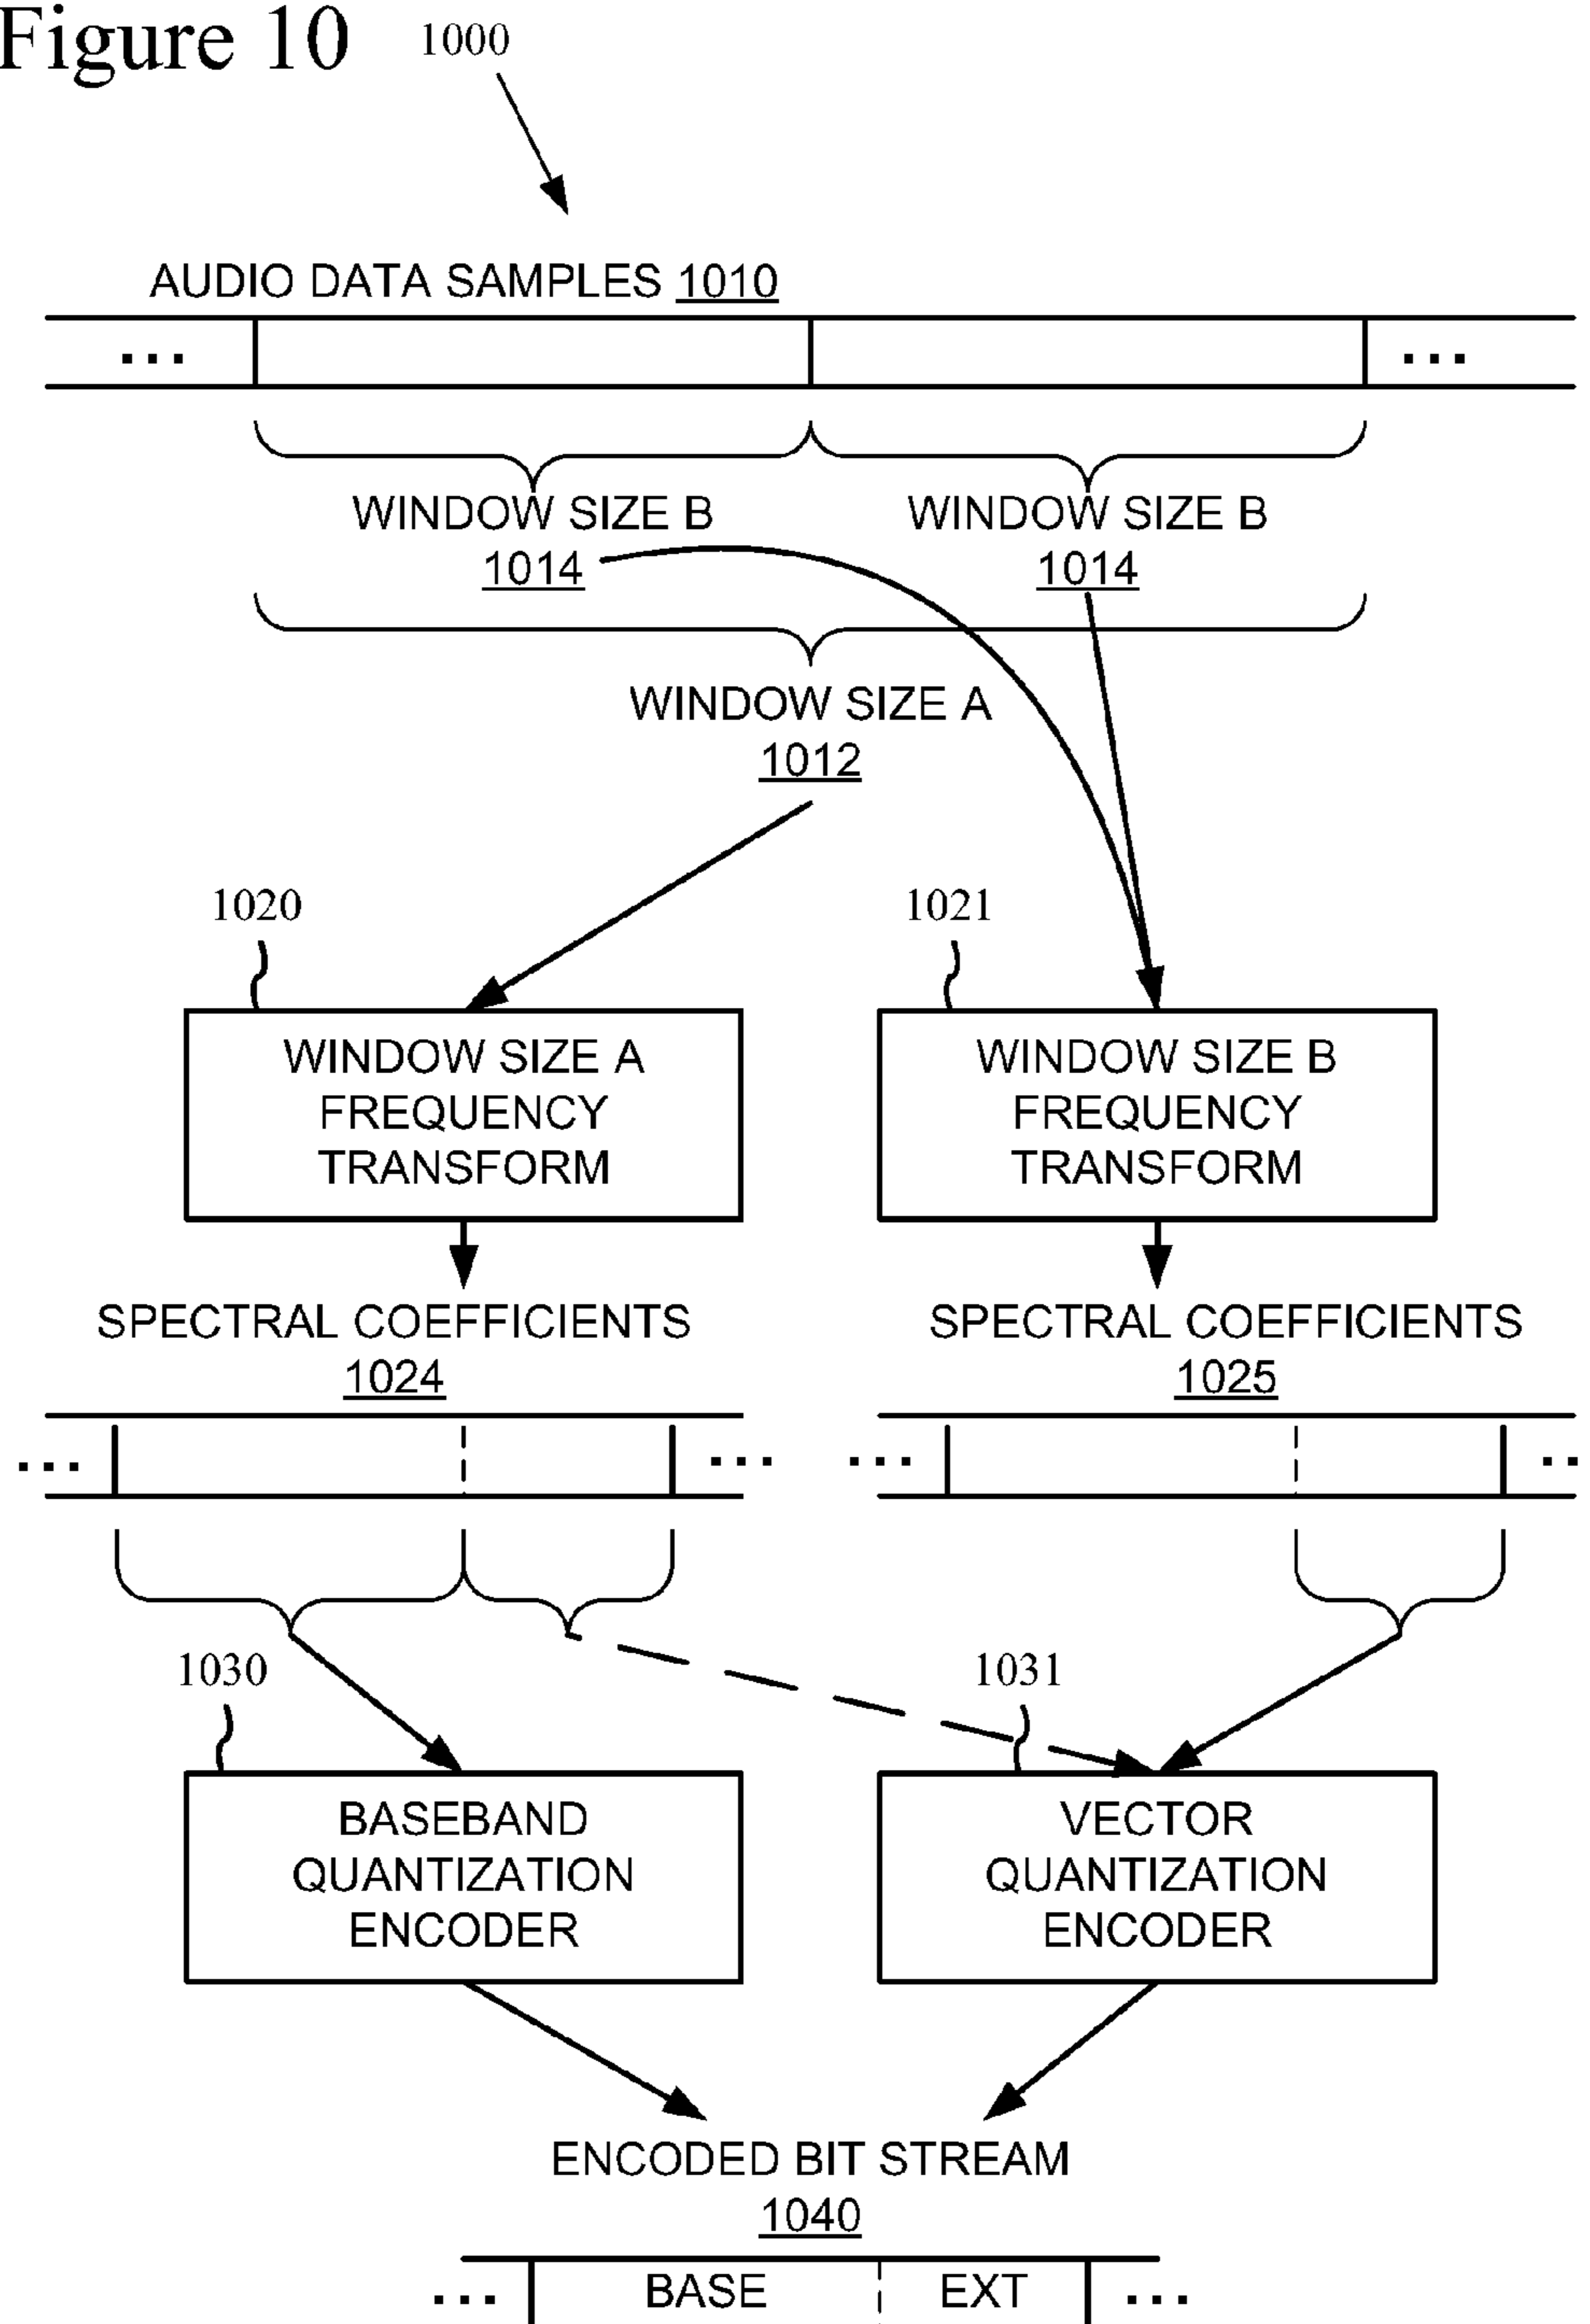 Figure 10
1000
AUDIO DATA SAMPLES 1010
... ...
WINDOW SIZE B WINDOW SIZE B
1014 1014
WINDOW SIZE A
1012
1020 1021
WINDOW SIZE A
FREQUENCY
TRANSFORM
WINDOW SIZE B
FREQUENCY
TRANSFORM
SPECTRAL COEFFICIENTS
1024
SPECTRAL COEFFICIENTS
1025
... ... ... ...
1030 1031
BASEBAND
QUANTIZATION
ENCODER
VECTOR
QUANTIZATION
ENCODER
ENCODED BIT STREAM
1040
... BASE EXT ...